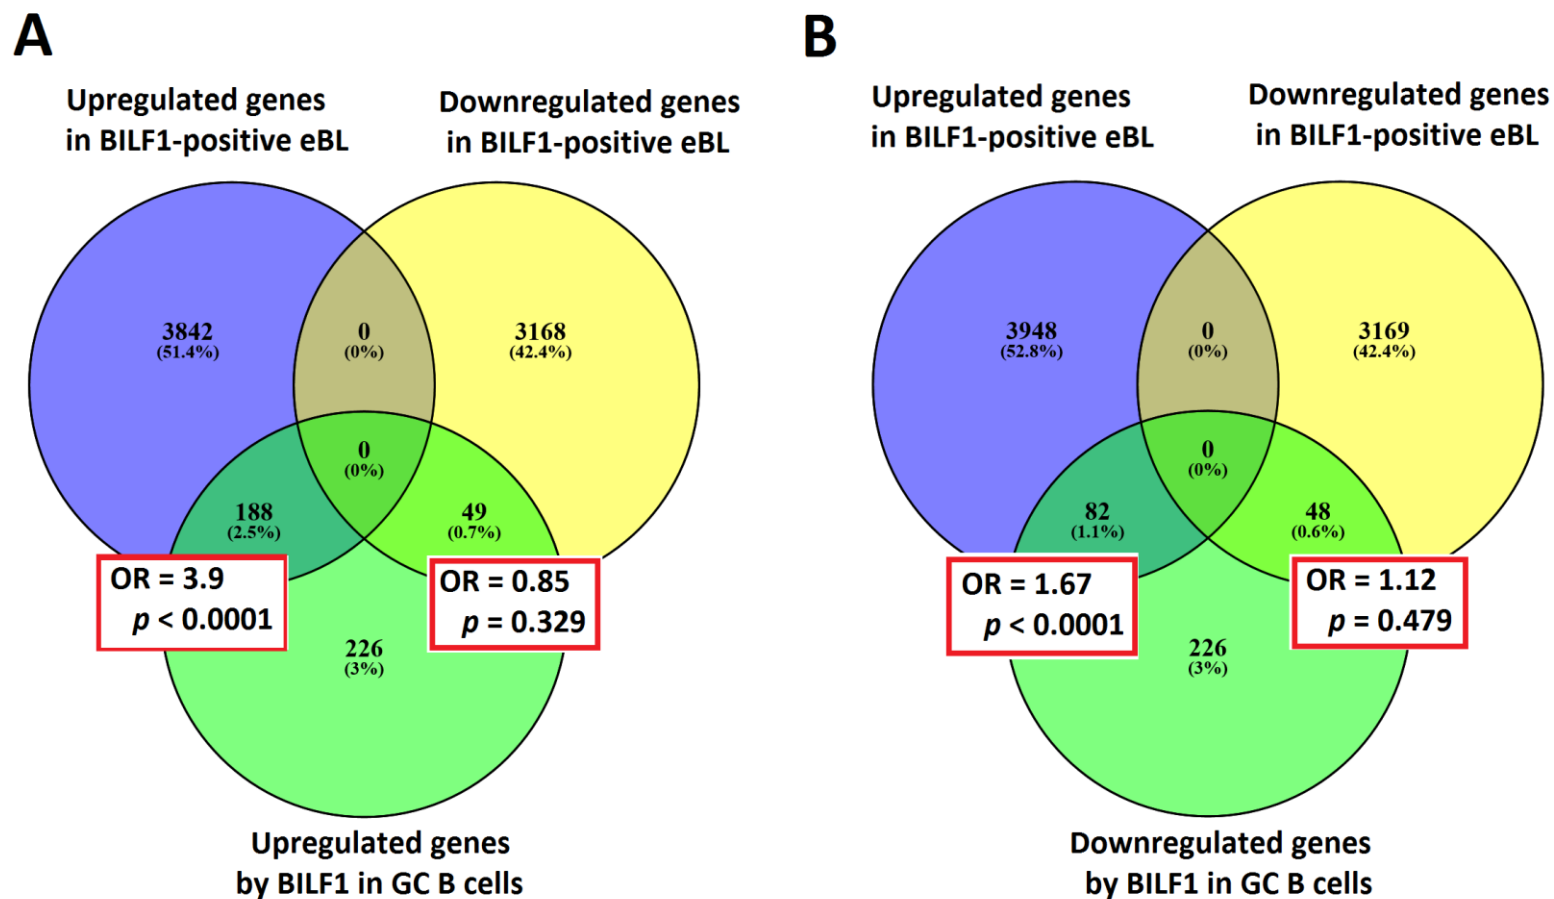 A
Upregulated genes
in BILF1-positive eBL
Downregulated genes
in BILF1-positive eBL
3842
(51.4%)
0
(0%)
3168
(42.4%)
0
(0%)
188
(2.5%)
49
(0.7%)
OR = 3.9
p < 0.0001
OR = 0.85
p = 0.329
226
(3%)
Upregulated genes
by BILF1 in GC B cells
B
Upregulated genes
in BILF1-positive eBL
Downregulated genes
in BILF1-positive eBL
3948
(52.8%)
0
(0%)
3169
(42.4%)
0
(0%)
82
(1.1%)
48
(0.6%)
OR = 1.67
p < 0.0001
OR = 1.12
p = 0.479
226
(3%)
Downregulated genes
by BILF1 in GC B cells